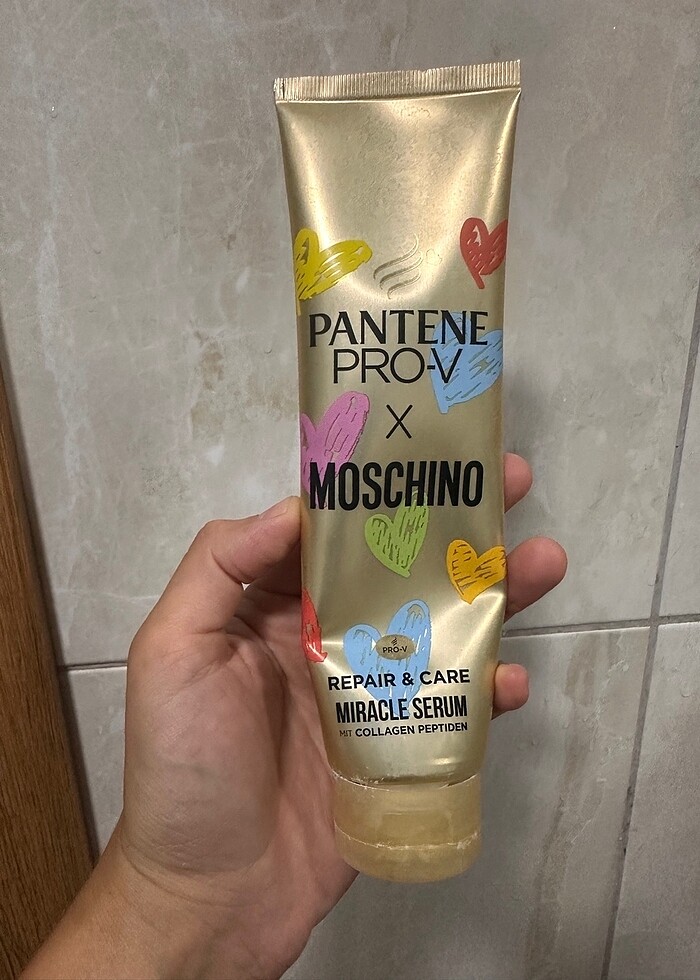 PANTENE
PRO-V
X
MOSCHINO
PRO-V
REPAIR & CARE
MIRACLE SERUM
MIT COLLAGEN PEPTIDEN